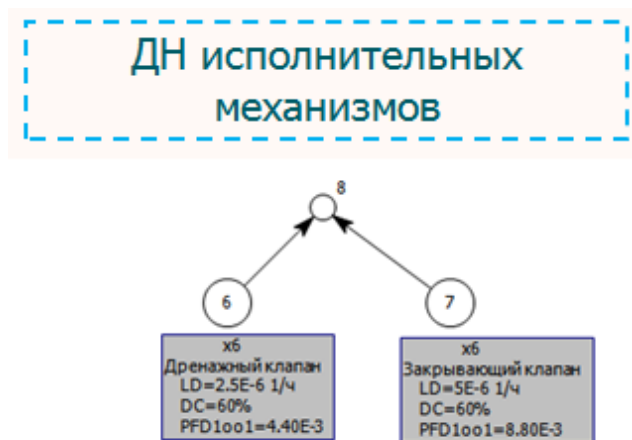 ДН исполнительных
механизмов
8
6
7
x6
Дренажный клапан
LD=2.5E-6 1/ч
DC=60%
PFD1oo1=4.40E-3
x6
Закрывающий клапан
LD=5E-6 1/ч
DC=60%
PFD1oo1=8.80E-3